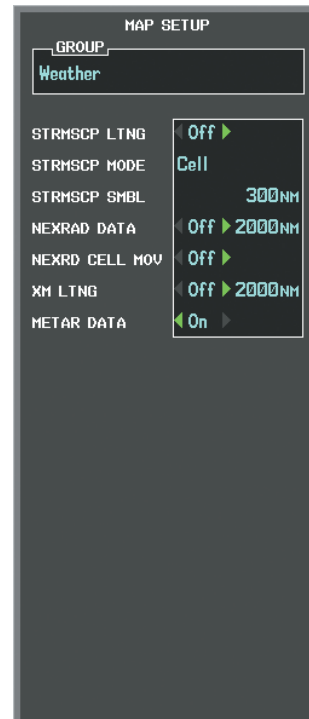 MAP SETUP
GROUP
Weather
STRMSCP LTNG Off
STRMSCP MODE Cell
STRMSCP SMBL 300NM
NEXRAD DATA Off 2000NM
NEXRD CELL MOV Off
XM LTNG Off 2000NM
METAR DATA On